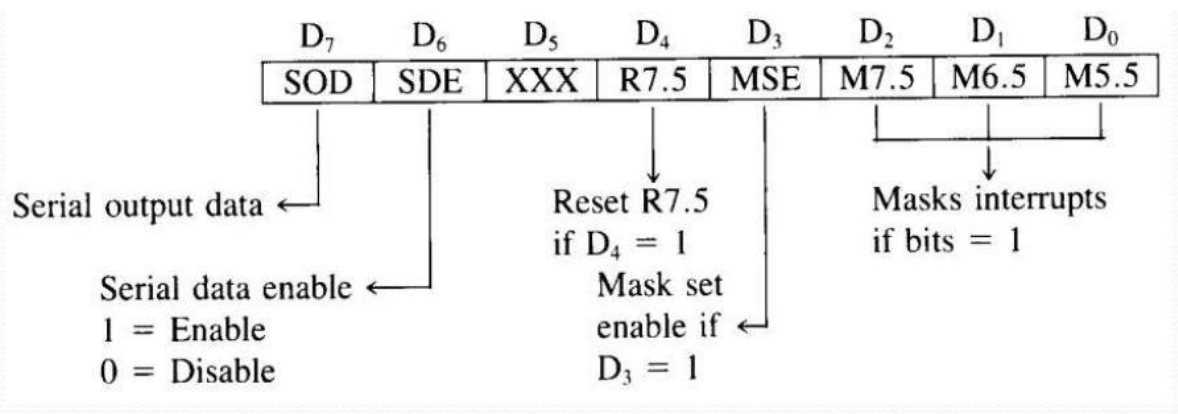 D₇ D₆ D₅ D₄ D₃ D₂ D₁ D₀
SOD SDE XXX R7.5 MSE M7.5 M6.5 M5.5
Serial output data
Reset R7.5
if D₄ = 1
Masks interrupts
if bits = 1
Serial data enable
1 = Enable
0 = Disable
Mask set
enable if
D₃ = 1